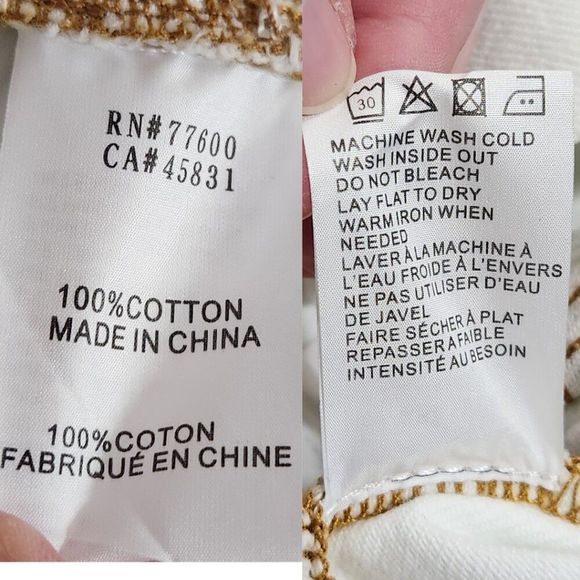 RN#77600
CA#45831
100%COTTON
MADE IN CHINA
100%COTON
FABRIQUÉ EN CHINE
30
MACHINE WASH COLD
WASH INSIDE OUT
DO NOT BLEACH
LAY FLAT TO DRY
WARM IRON WHEN
NEEDED
LAVER À LA MACHINE À
L'EAU FROIDE À L'ENVERS
NE PAS UTILISER D'EAU
DE JAVEL
FAIRE SÉCHER À PLAT
REPASSER A FAIBLE
INTENSITÉ AU BESOIN